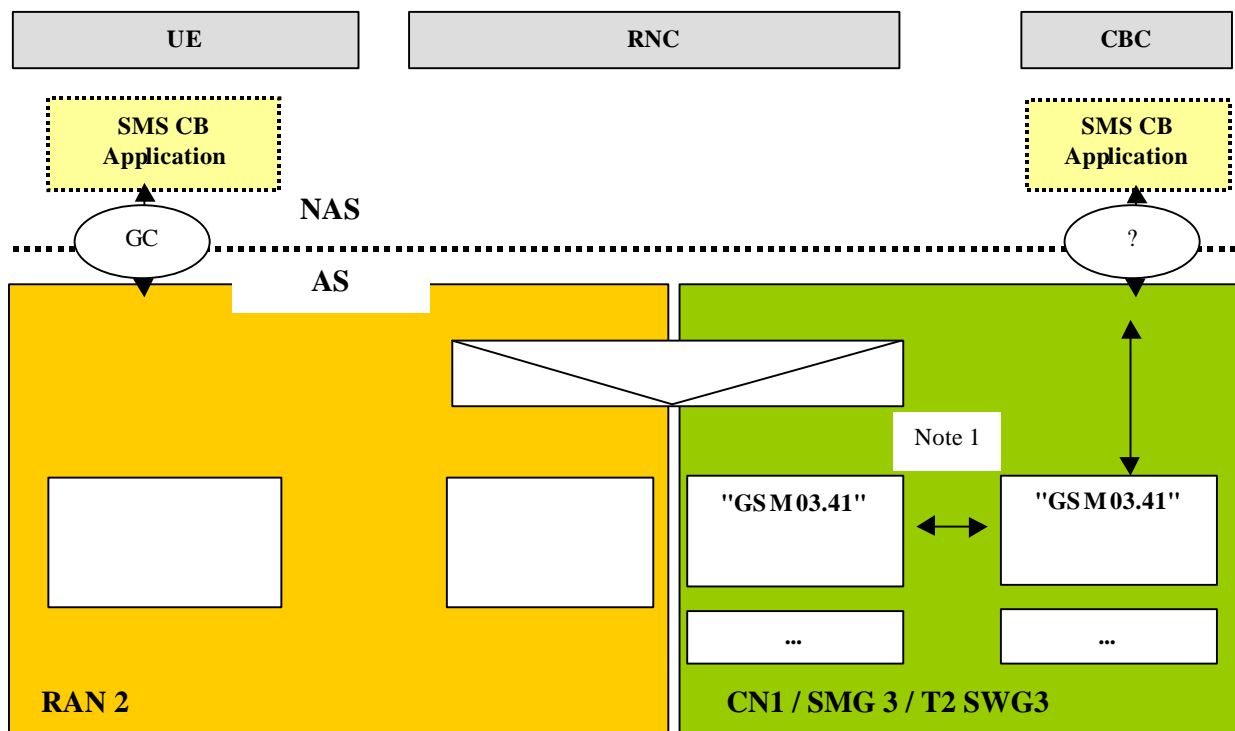 UE
RNC
CBC
SMS CB
Application
SMS CB
Application
NAS
GC
?
AS
Note 1
"GSM 03.41"
"GSM 03.41"
...
...
RAN 2
CN1 / SMG 3 / T2 SWG3